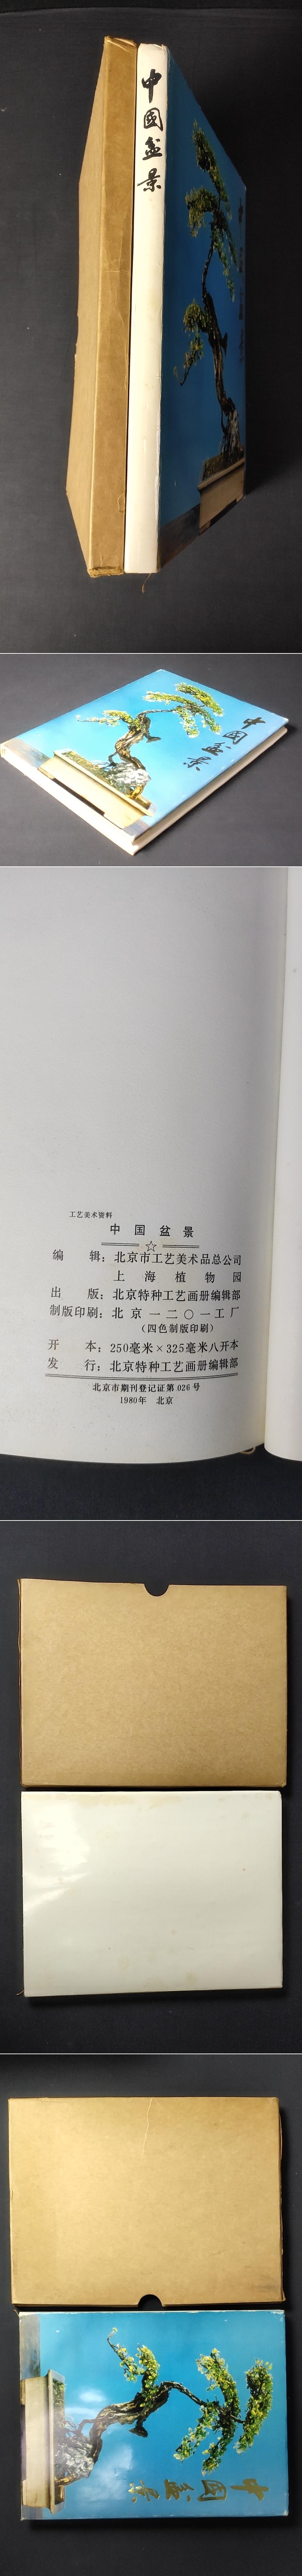 中國盆景
中國盆景
工艺美术资料
中国盆景
☆
编　　辑：北京市工艺美术品总公司
上海植物园
出　　版：北京特种工艺画册编辑部
制版印刷：北京一二〇一工厂
（四色制版印刷）
开　　本：250毫米×325毫米八开本
发　　行：北京特种工艺画册编辑部
北京市期刊登记证第026号
1980年　北京
中國盆景